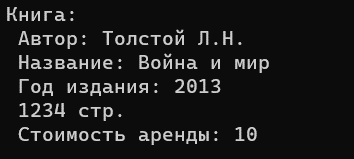 Книга:
Автор: Толстой Л.Н.
Название: Война и мир
Год издания: 2013
1234 стр.
Стоимость аренды: 10